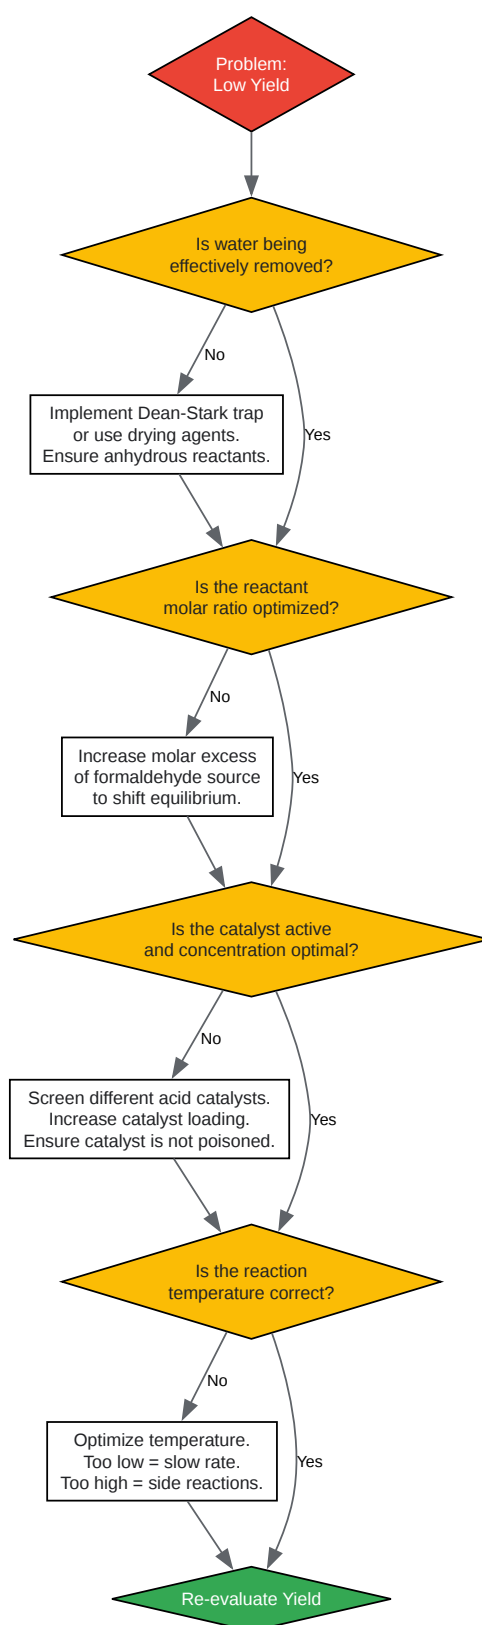 Problem:
Low Yield
Is water being
effectively removed?
No
Implement Dean-Stark trap
or use drying agents.
Ensure anhydrous reactants.
Yes
Is the reactant
molar ratio optimized?
No
Increase molar excess
of formaldehyde source
to shift equilibrium.
Yes
Is the catalyst active
and concentration optimal?
No
Screen different acid catalysts.
Increase catalyst loading.
Ensure catalyst is not poisoned.
Yes
Is the reaction
temperature correct?
No
Optimize temperature.
Too low = slow rate.
Too high = side reactions.
Yes
Re-evaluate Yield